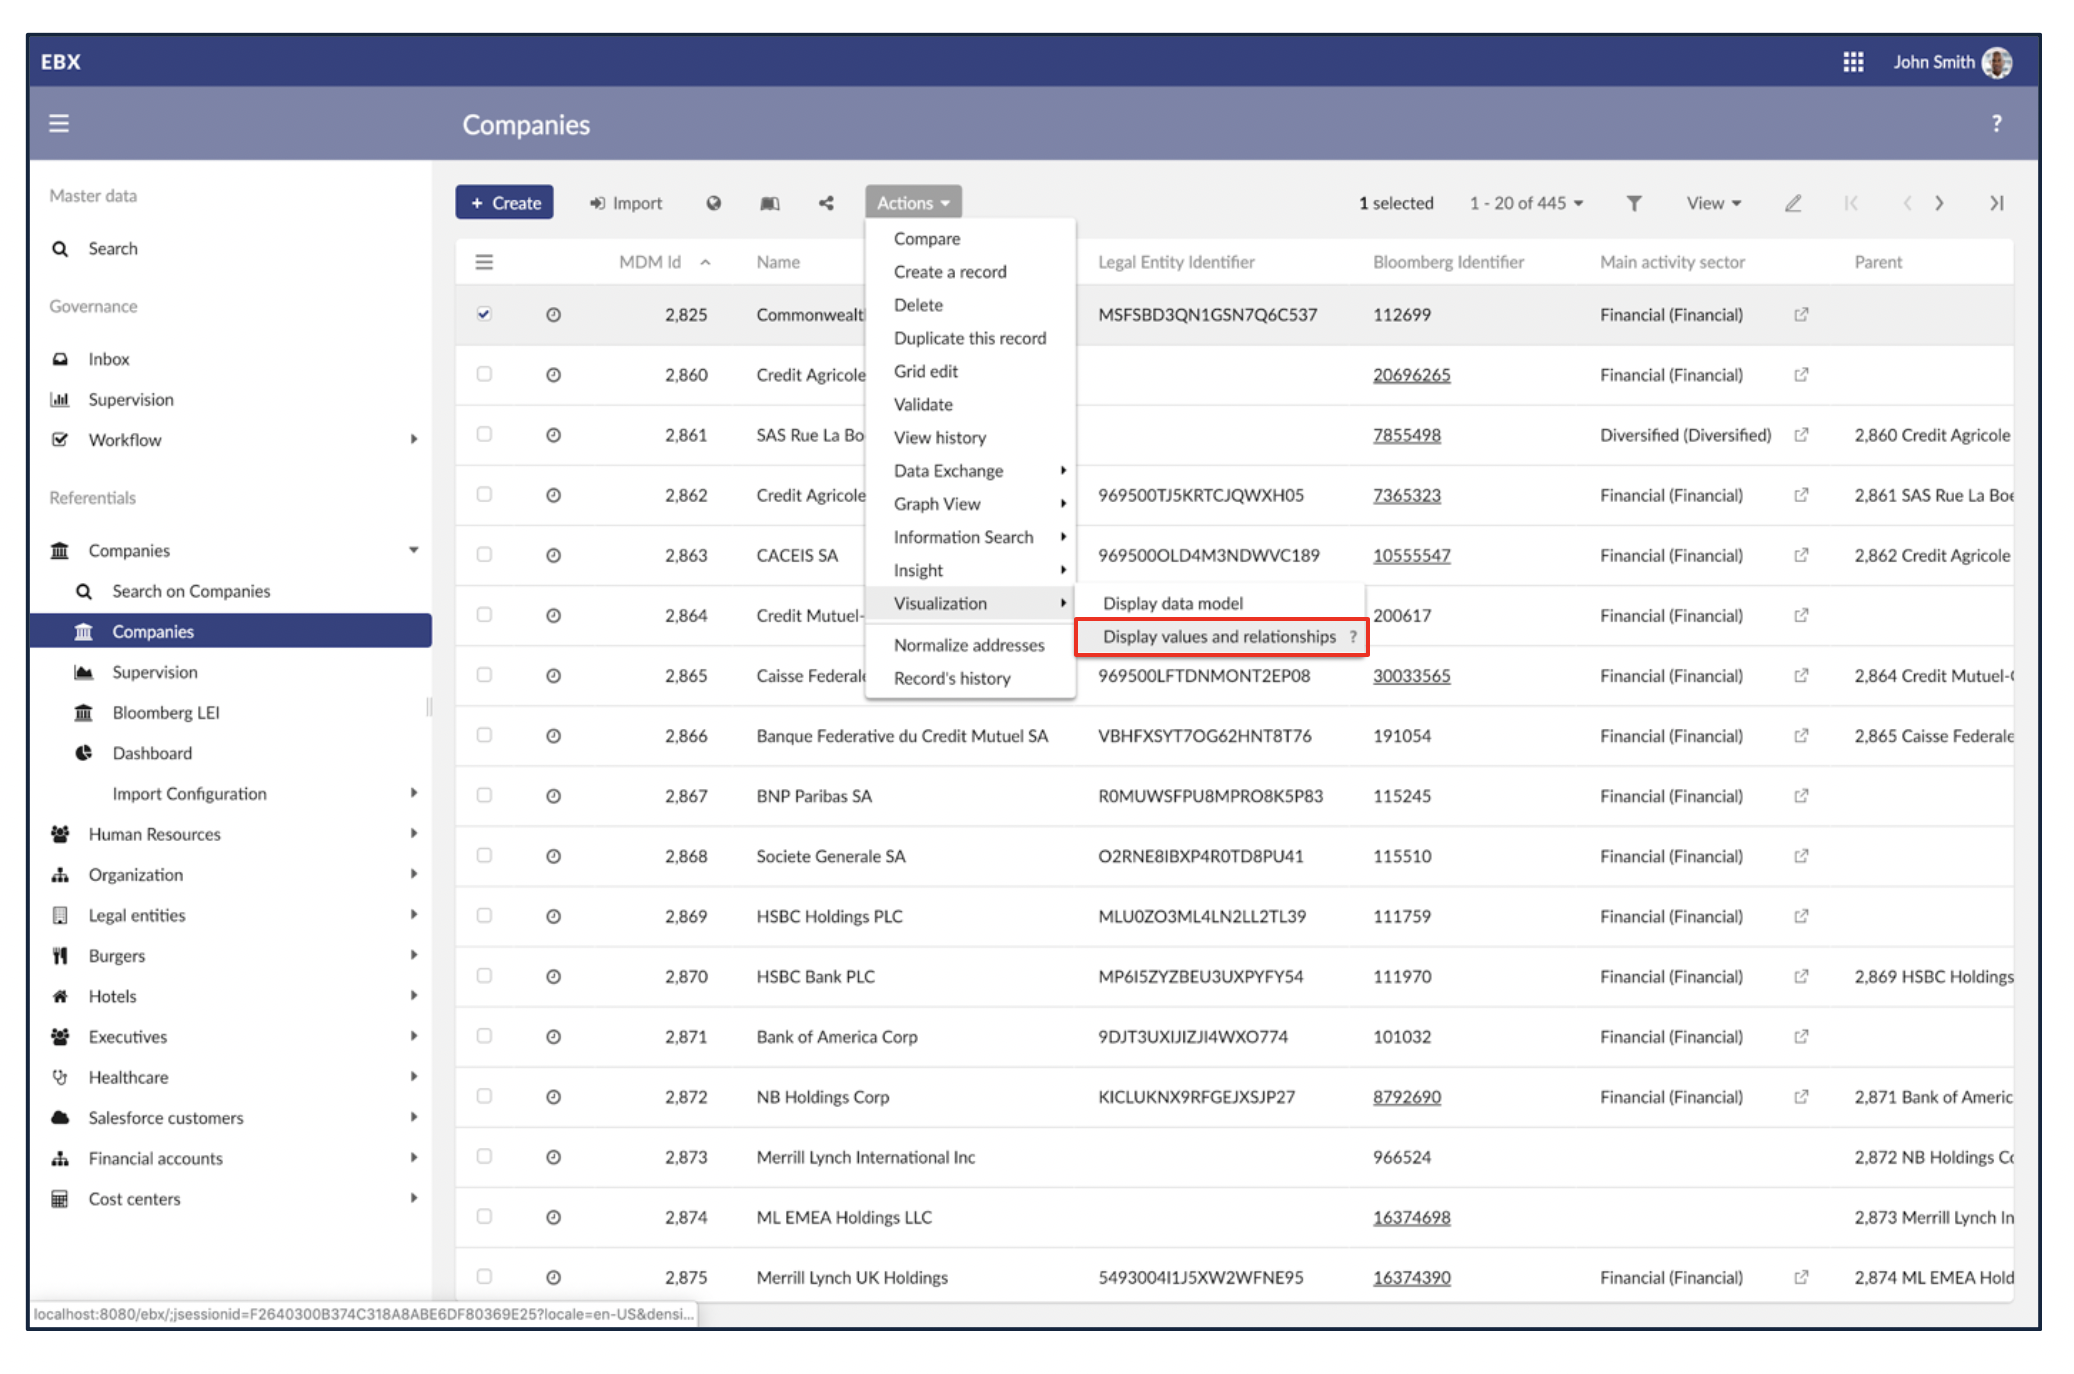 EBX
John Smith
Companies
?
Master data
Search
Governance
Inbox
Supervision
Workflow
Referentials
Companies
Search on Companies
Companies
Supervision
Bloomberg LEI
Dashboard
Import Configuration
Human Resources
Organization
Legal entities
Burgers
Hotels
Executives
Healthcare
Salesforce customers
Financial accounts
Cost centers
+ Create Import Actions 1 selected 1 - 20 of 445 View
MDM Id Name Legal Entity Identifier Bloomberg Identifier Main activity sector Parent
2,825 Commonwealt MSFSBD3QN1GSN7Q6C537 112699 Financial (Financial)
2,860 Credit Agricole 20696265 Financial (Financial)
2,861 SAS Rue La Bo 7855498 Diversified (Diversified) 2,860 Credit Agricole
2,862 Credit Agricole 969500TJ5KRTCJQWXH05 7365323 Financial (Financial) 2,861 SAS Rue La Boe
2,863 CACEIS SA 969500OLD4M3NDWVC189 10555547 Financial (Financial) 2,862 Credit Agricole
2,864 Credit Mutuel- 200617 Financial (Financial)
2,865 Caisse Federale 969500LFTDNMONT2EP08 30033565 Financial (Financial) 2,864 Credit Mutuel-
2,866 Banque Federative du Credit Mutuel SA VBHFXSYT7OG62HNT8T76 191054 Financial (Financial) 2,865 Caisse Federale
2,867 BNP Paribas SA R0MUWSFPU8MPRO8K5P83 115245 Financial (Financial)
2,868 Societe Generale SA O2RNE8IBXP4R0TD8PU41 115510 Financial (Financial)
2,869 HSBC Holdings PLC MLU0ZO3ML4LN2LL2TL39 111759 Financial (Financial)
2,870 HSBC Bank PLC MP6I5ZYZBEU3UXPYFY54 111970 Financial (Financial) 2,869 HSBC Holdings
2,871 Bank of America Corp 9DJT3UXIJIZJI4WXO774 101032 Financial (Financial)
2,872 NB Holdings Corp KICLUKNX9RFGEJXSJP27 8792690 Financial (Financial) 2,871 Bank of Americ
2,873 Merrill Lynch International Inc 966524 2,872 NB Holdings Co
2,874 ML EMEA Holdings LLC 16374698 2,873 Merrill Lynch In
2,875 Merrill Lynch UK Holdings 5493004I1J5XW2WFNE95 16374390 Financial (Financial) 2,874 ML EMEA Hold
Compare
Create a record
Delete
Duplicate this record
Grid edit
Validate
View history
Data Exchange
Graph View
Information Search
Insight
Visualization
Normalize addresses
Record's history
Display data model
Display values and relationships ?
localhost:8080/ebx/;jsessionid=F2640300B374C318A8ABE6DF80369E25?locale=en-US&densi...